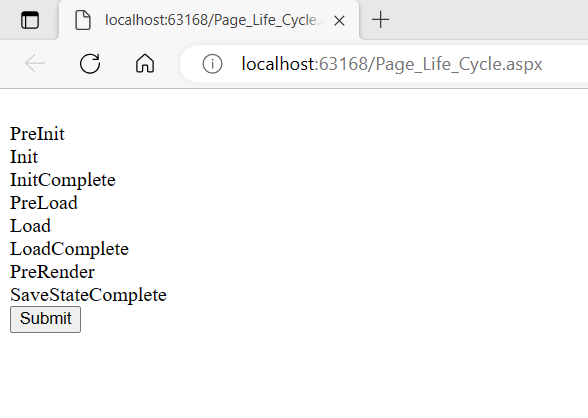 localhost:63168/Page_Life_Cycle.a
localhost:63168/Page_Life_Cycle.aspx
PreInit
Init
InitComplete
PreLoad
Load
LoadComplete
PreRender
SaveStateComplete
Submit